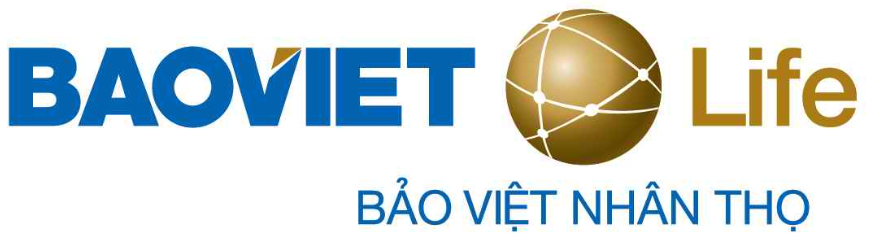 BAOVIET Life
BẢO VIỆT NHÂN THỌ